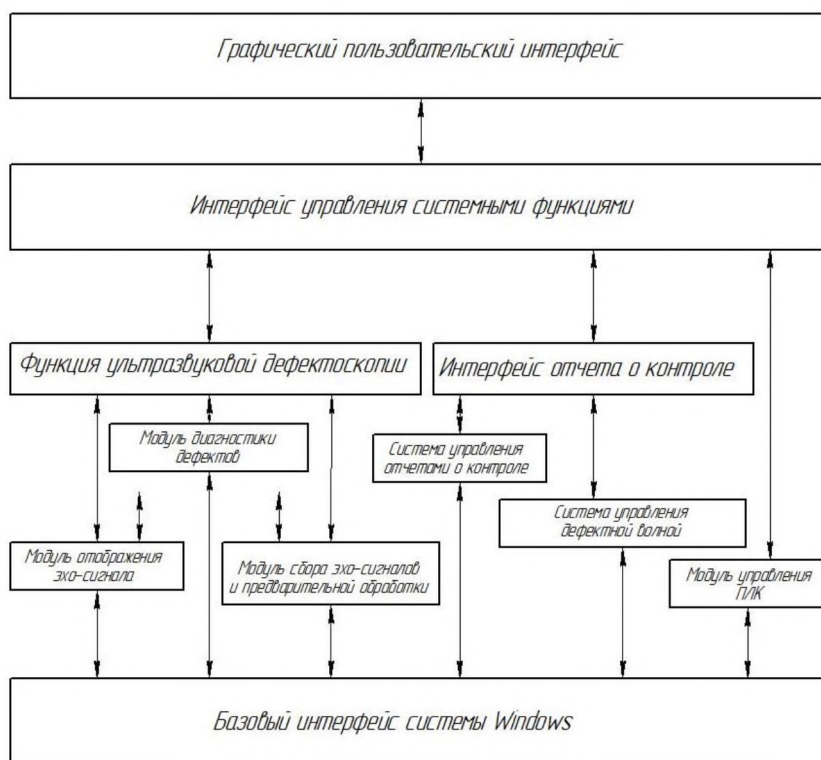 Графический пользовательский интерфейс
Интерфейс управления системными функциями
Функция ультразвуковой дефектоскопии
Интерфейс отчета о контроле
Модуль диагностики
дефектов
Система управления
отчетами о контроле
Система управления
дефектной волной
Модуль отображения
эхо-сигнала
Модуль сбора эхо-сигналов
и предварительной обработки
Модуль управления
ПЛК
Базовый интерфейс системы Windows